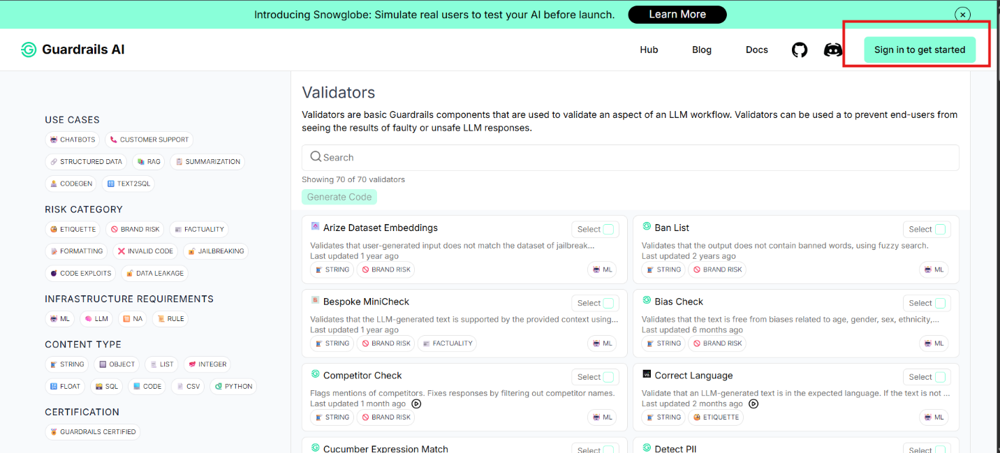 Introducing Snowglobe: Simulate real users to test your AI before launch. Learn More
Guardrails AI Hub Blog Docs Sign in to get started
USE CASES
CHATBOTS CUSTOMER SUPPORT
STRUCTURED DATA RAG SUMMARIZATION
CODEGEN TEXT2SQL
RISK CATEGORY
ETIQUETTE BRAND RISK FACTUALITY
FORMATTING INVALID CODE JAILBREAKING
CODE EXPLOITS DATA LEAKAGE
INFRASTRUCTURE REQUIREMENTS
ML LLM NA RULE
CONTENT TYPE
STRING OBJECT LIST INTEGER
FLOAT SQL CODE CSV PYTHON
CERTIFICATION
GUARDRAILS CERTIFIED
Validators
Validators are basic Guardrails components that are used to validate an aspect of an LLM workflow. Validators can be used a to prevent end-users from
seeing the results of faulty or unsafe LLM responses.
Search
Showing 70 of 70 validators
Generate Code
Arize Dataset Embeddings Select
Validates that user-generated input does not match the dataset of jailbreak...
Last updated 1 year ago
STRING BRAND RISK ML
Ban List Select
Validates that the output does not contain banned words, using fuzzy search.
Last updated 2 years ago
STRING BRAND RISK ML
Bespoke MiniCheck Select
Validates that the LLM-generated text is supported by the provided context using...
Last updated 1 year ago
STRING BRAND RISK FACTUALITY ML
Bias Check Select
Validates that the text is free from biases related to age, gender, sex, ethnicity,...
Last updated 6 months ago
STRING BRAND RISK ML
Competitor Check Select
Flags mentions of competitors. Fixes responses by filtering out competitor names.
Last updated 1 month ago
STRING BRAND RISK ML
Correct Language Select
Validate that an LLM-generated text is in the expected language. If the text is not ...
Last updated 2 months ago
STRING ETIQUETTE ML
Cucumber Expression Match Select
Detect PII Select